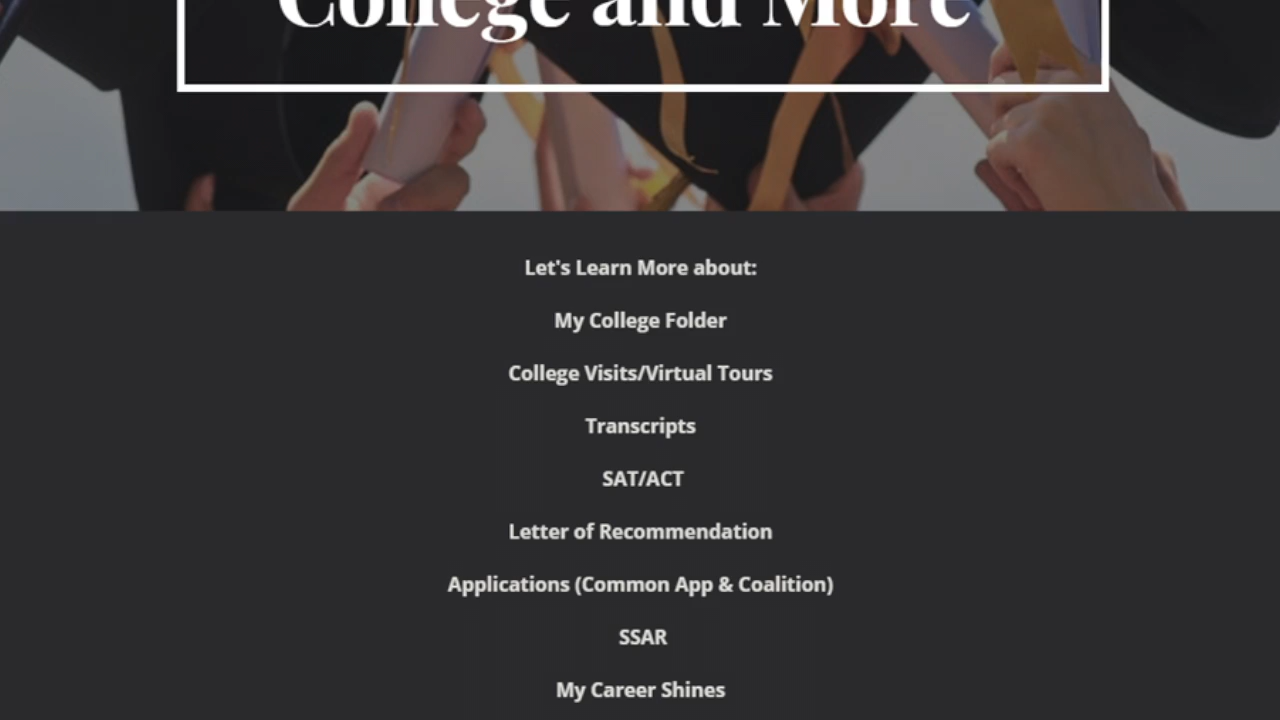 College and More
Let's Learn More about:
My College Folder
College Visits/Virtual Tours
Transcripts
SAT/ACT
Letter of Recommendation
Applications (Common App & Coalition)
SSAR
My Career Shines